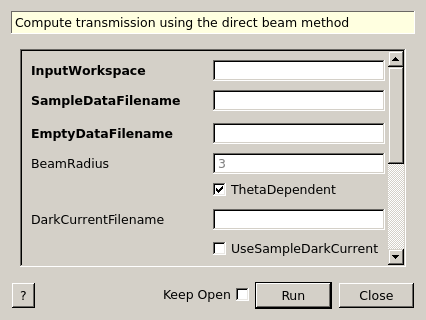 Compute transmission using the direct beam method
InputWorkspace
SampleDataFilename
EmptyDataFilename
BeamRadius 3
ThetaDependent
DarkCurrentFilename
UseSampleDarkCurrent
? Keep Open Run Close